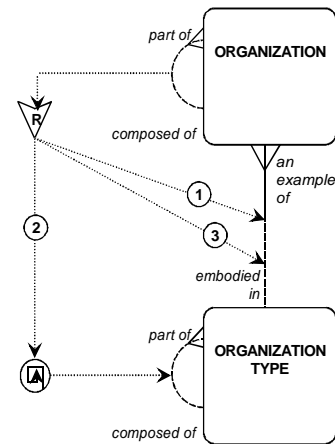 part of
ORGANIZATION
R
composed of
an
example
of
1
2
3
embodied
in
part of
ORGANIZATION
TYPE
composed of